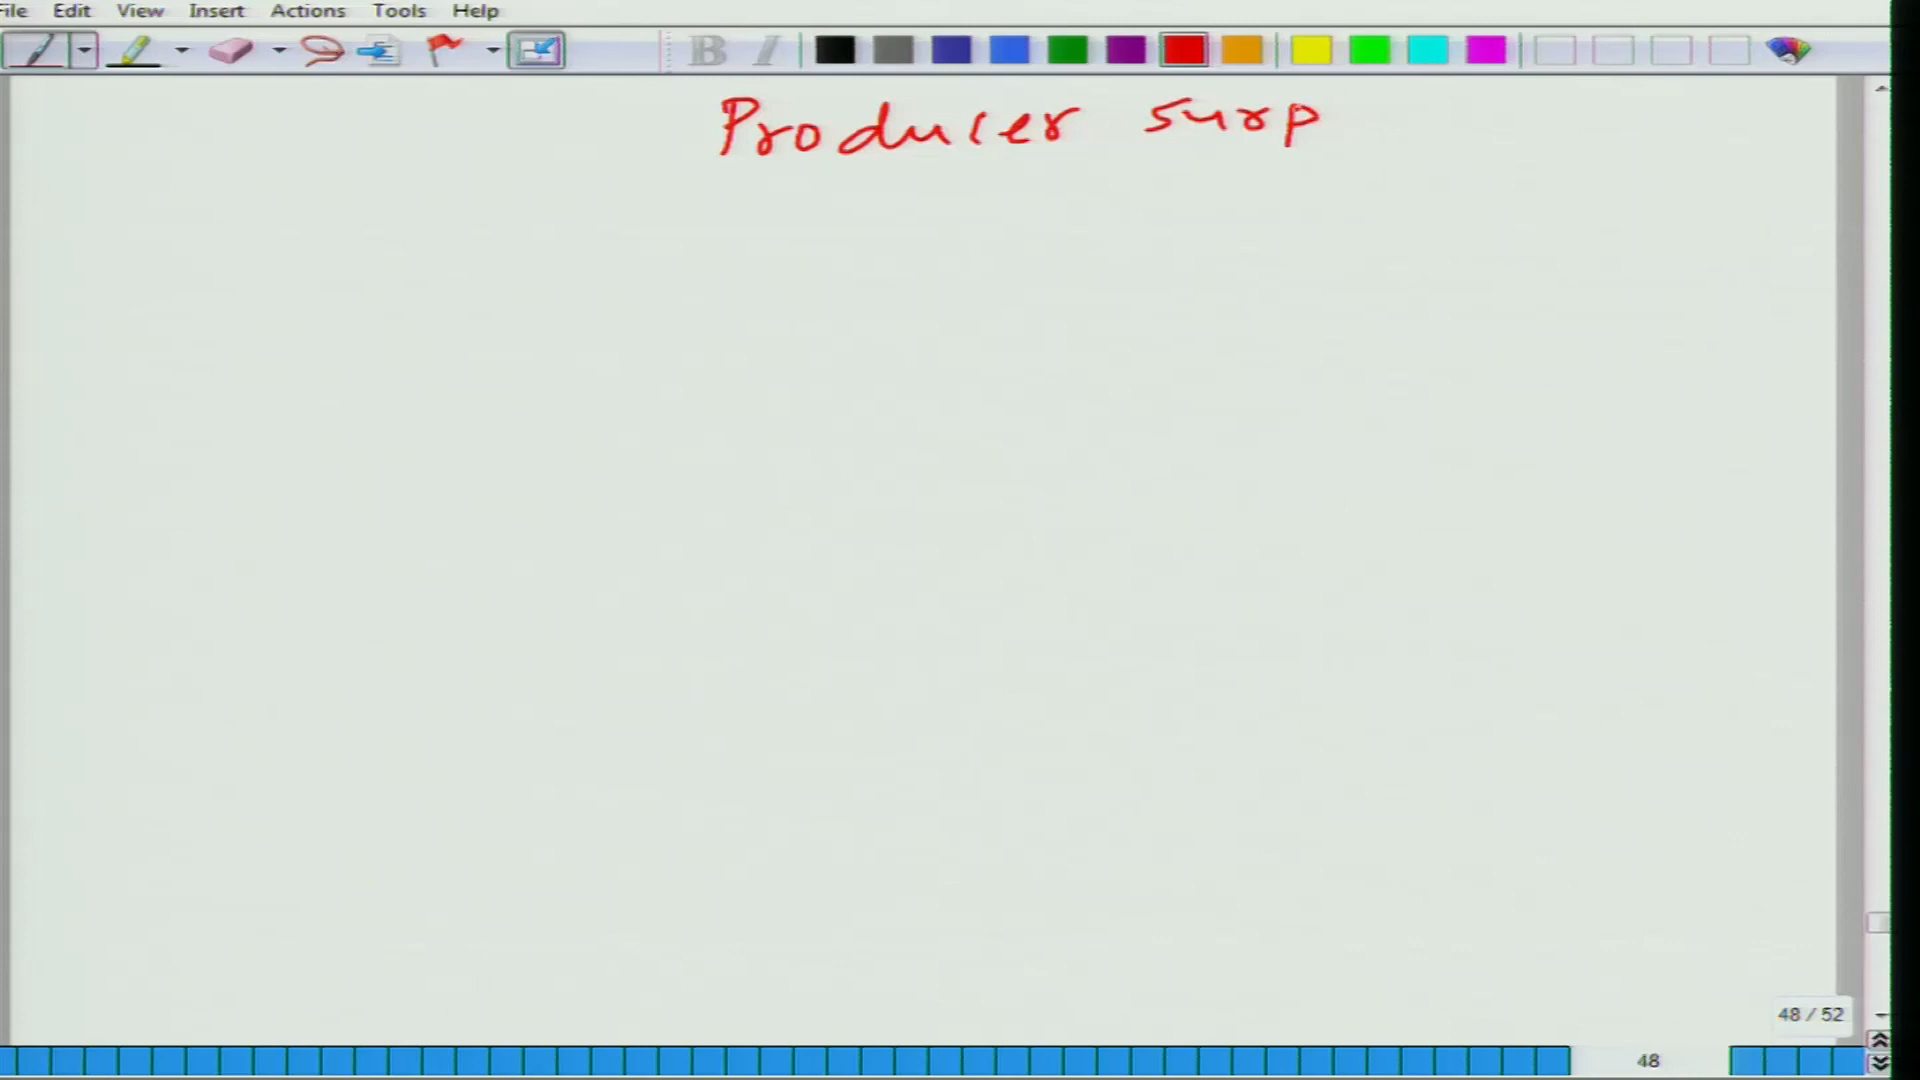 File Edit View Insert Actions Tools Help
B I
Producer surp
48 / 52
48